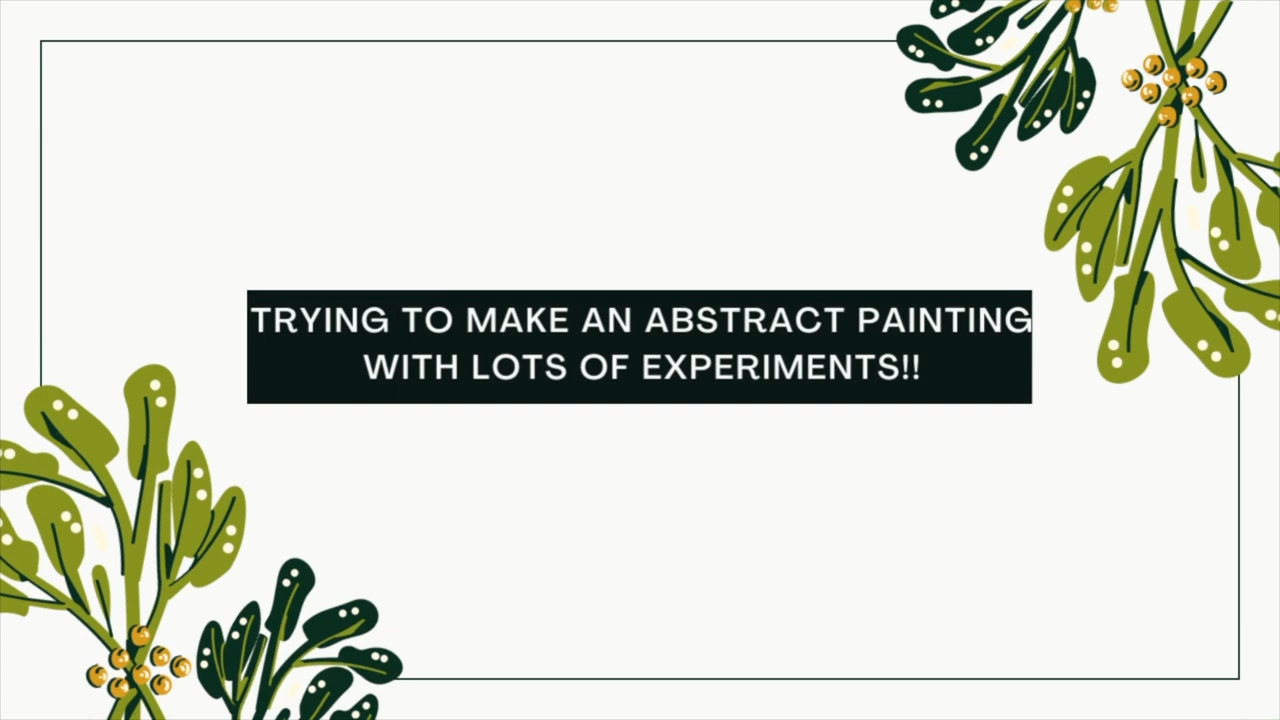 TRYING TO MAKE AN ABSTRACT PAINTING
WITH LOTS OF EXPERIMENTS!!